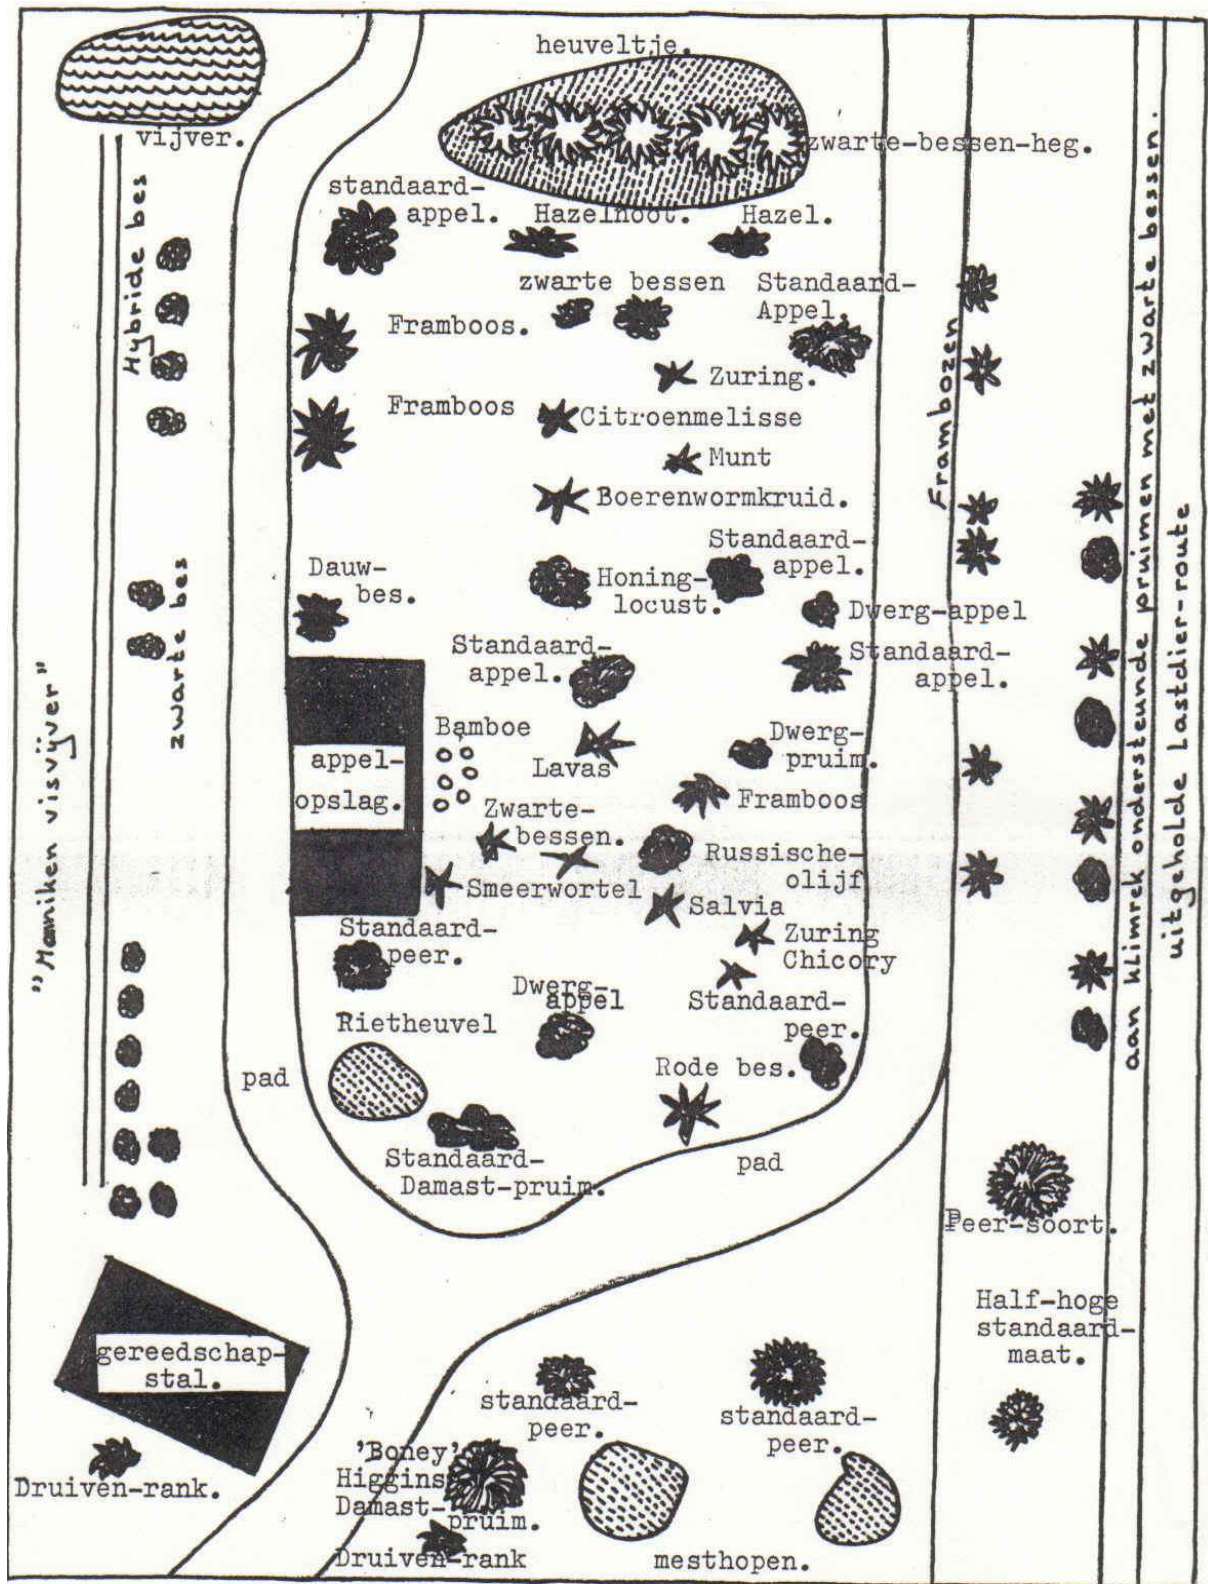 heuveltje.
vijver.
zwarte-bessen-heg.
standaard-
appel.
Hazelnoot.
Hazel.
Hybride bes
zwarte bessen
Standaard-
Appel.
Framboos.
Zuring.
Framboos
Citroenmelisse
Munt
Boerenwormkruid.
Frambozen
Standaard-
appel.
Dauw-
bes.
Honing-
locust.
Dwerg-appel
zwarte bes
Standaard-
appel.
Standaard-
appel.
Bamboe
Lavas
Dwerg-
pruim.
appel-
opslag.
Framboos
Zwarte-
bessen.
Russische-
olijf
Smeerwortel
Salvia
"Manniken visvijver"
Standaard-
peer.
Zuring
Chicory
Dwerg-
appel
Standaard-
peer.
Rietheuvel
Rode bes.
pad
Standaard-
Damast-pruim.
pad
aan klimrek ondersteunde pruimen met zwarte bessen.
uitgeholde Lastdier-route
Peer-soort.
Half-hoge
standaard-
maat.
gereedschap-
stal.
standaard-
peer.
standaard-
peer.
Druiven-rank.
'Boney'
Higgins
Damast-
pruim.
Druiven-rank
mesthopen.